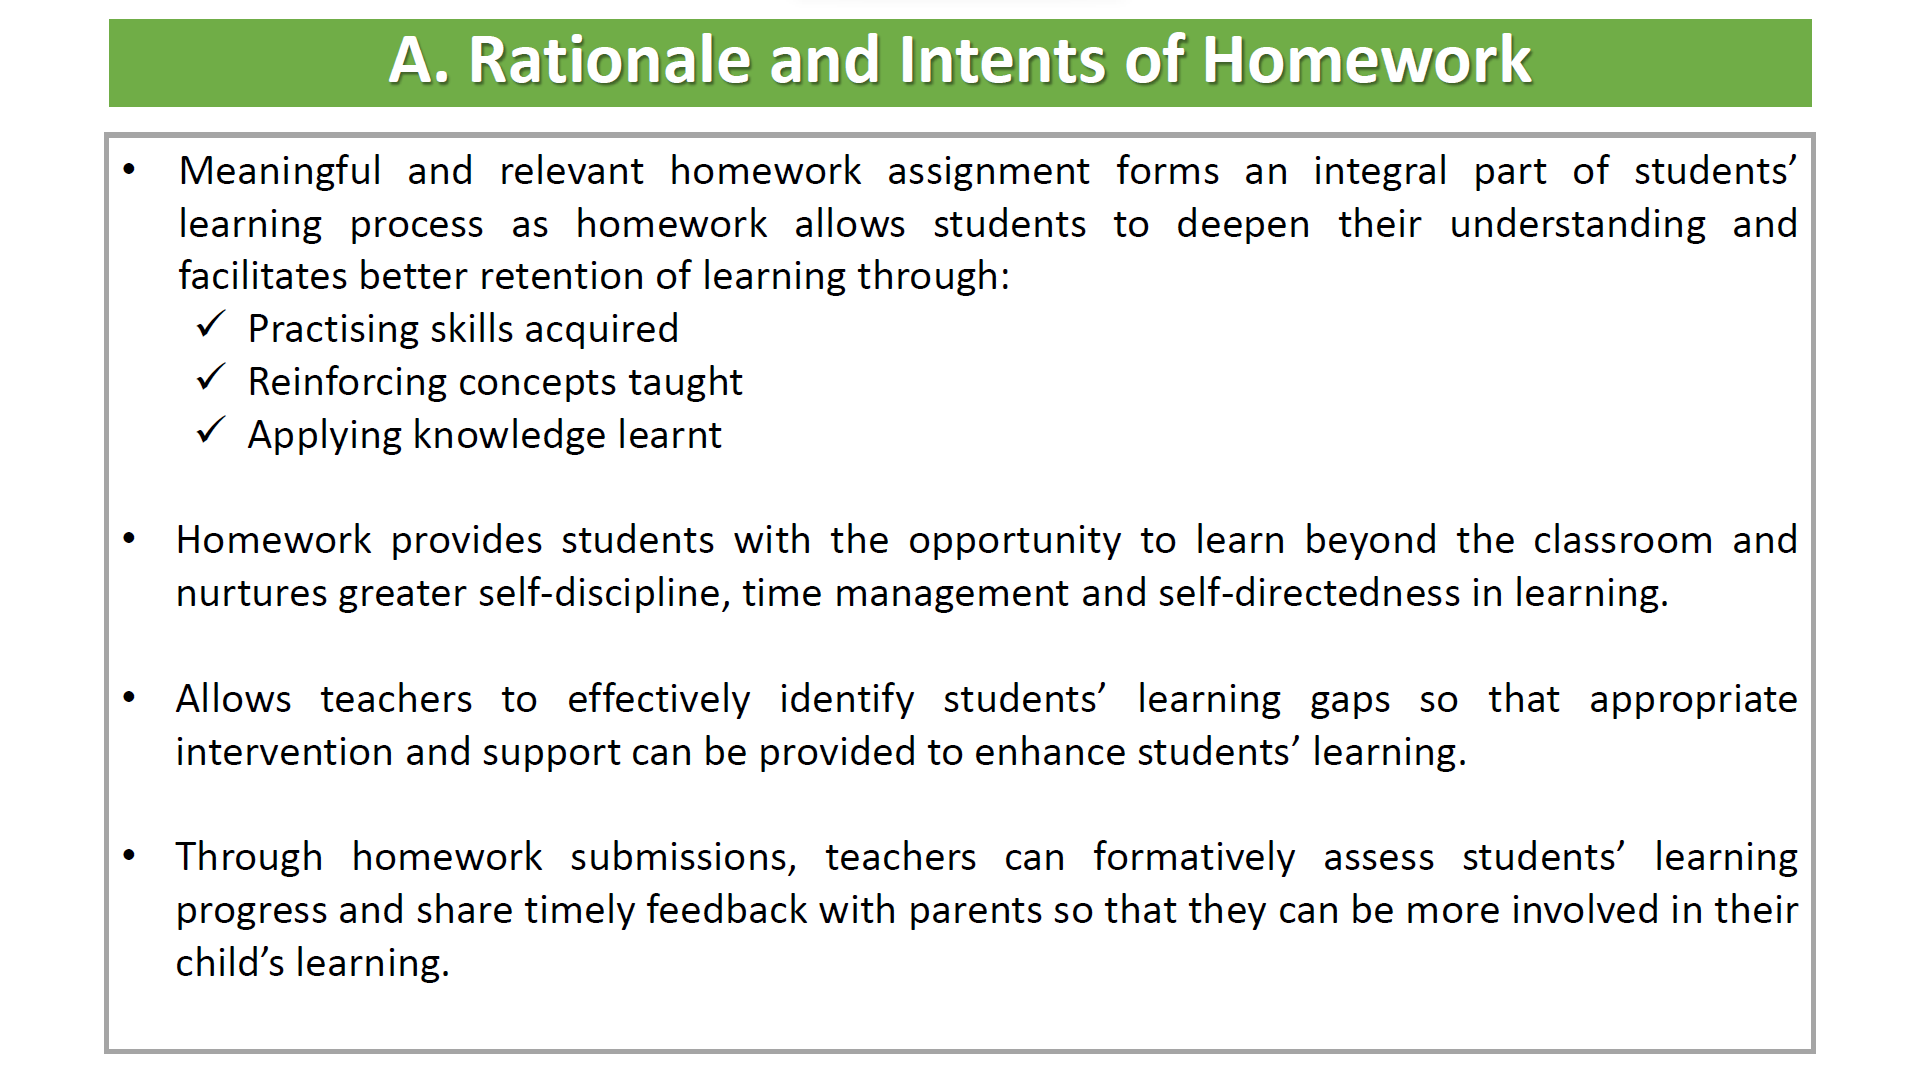 A. Rationale and Intents of Homework
• Meaningful and relevant homework assignment forms an integral part of students’
learning process as homework allows students to deepen their understanding and
facilitates better retention of learning through:
✓ Practising skills acquired
✓ Reinforcing concepts taught
✓ Applying knowledge learnt
• Homework provides students with the opportunity to learn beyond the classroom and
nurtures greater self-discipline, time management and self-directedness in learning.
• Allows teachers to effectively identify students’ learning gaps so that appropriate
intervention and support can be provided to enhance students’ learning.
• Through homework submissions, teachers can formatively assess students’ learning
progress and share timely feedback with parents so that they can be more involved in their
child’s learning.